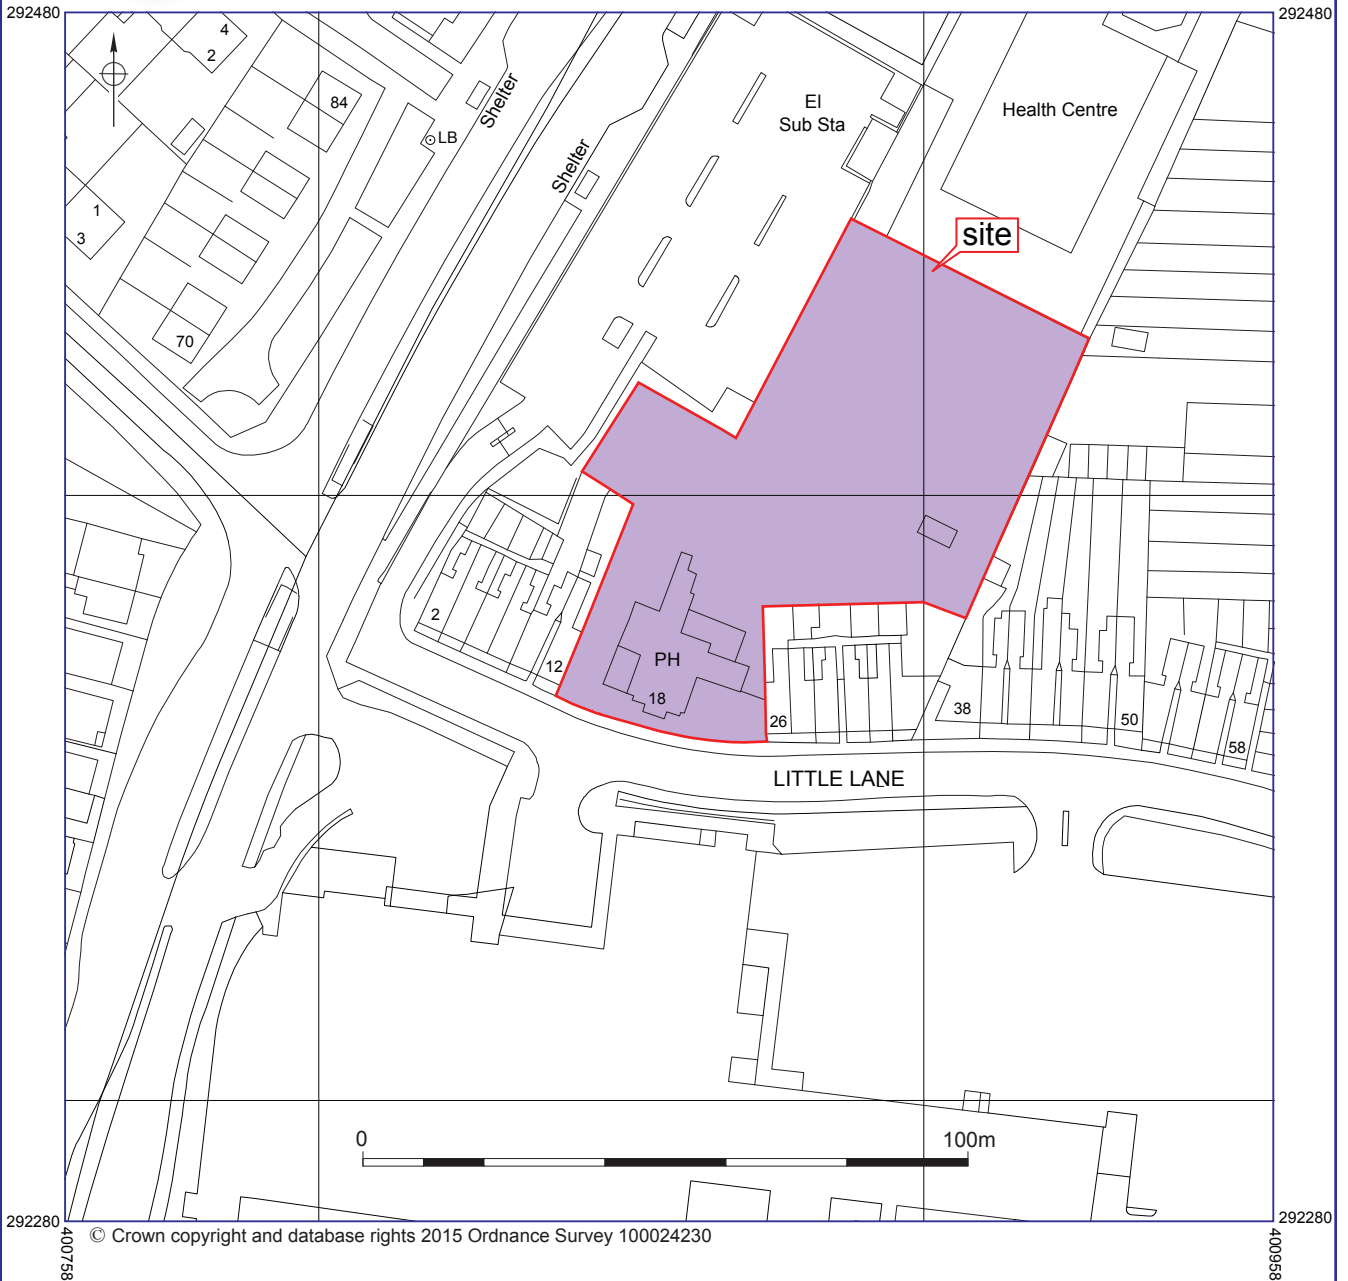 292480
292480
4
2
84
Shelter
LB
Shelter
El
Sub Sta
Health Centre
1
3
site
70
2
12
PH
18
26
38
50
58
LITTLE LANE
0
100m
292280
292280
© Crown copyright and database rights 2015 Ordnance Survey 100024230
400758
400958